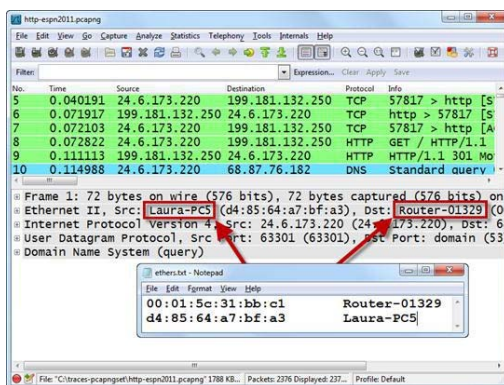 http-espn2011.pcapng
File Edit View Go Capture Analyze Statistics Telephony Tools Internals Help
Filter: Expression... Clear Apply Save
No. Time Source Destination Protocol Info
5 0.040191 24.6.173.220 199.181.132.250 TCP 57817 > http [S
6 0.071917 199.181.132.250 24.6.173.220 TCP http > 57817 [S
7 0.072103 24.6.173.220 199.181.132.250 TCP 57817 > http [A
8 0.072822 24.6.173.220 199.181.132.250 HTTP GET / HTTP/1.1
9 0.111113 199.181.132.250 24.6.173.220 HTTP HTTP/1.1 301 Mo
10 0.114988 24.6.173.220 68.87.76.182 DNS Standard query
Frame 1: 72 bytes on wire (576 bits), 72 bytes captured (576 bits) on
Ethernet II, Src: Laura-PC5 (d4:85:64:a7:bf:a3), Dst: Router-01329 (0
Internet Protocol Version 4, Src: 24.6.173.220 (24. .173.220), Dst: 6
User Datagram Protocol, Src Port: 63301 (63301), Dst Port: domain (53
Domain Name System (query)
ethers.txt - Notepad
File Edit Format View Help
00:01:5c:31:bb:c1 Router-01329
d4:85:64:a7:bf:a3 Laura-PC5
File: "C:\traces-pcapngset\http-espn2011.pcapng" 1788 KB... Packets: 2376 Displayed: 237... Profile: Default